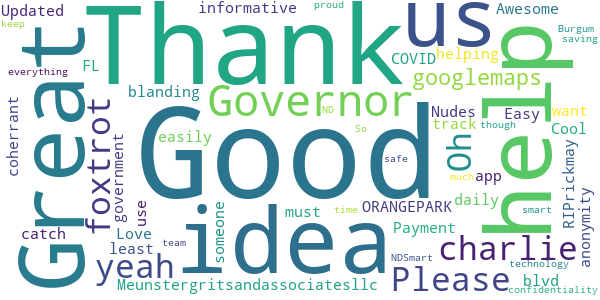 Updated
keep
everything
FL
coherrant
Great
catch
least
government
foxtrot
yeah
use
Love
team
blanding
informative
Thank
proud
us
Awesome
Burgum
saving
COVID
helping
googlemaps
Governor
ND
easily
Good
So
safe
Nudes
track
though
Easy
want
Cool
help
Oh
app
much
daily
smart
RIPrickmay
anonymity
idea
someone
must
time
ORANGEPARK
Payment
charlie
NDSmart
Please
technology
blvd
confidentiality
Meunstergritsandassociatesllc